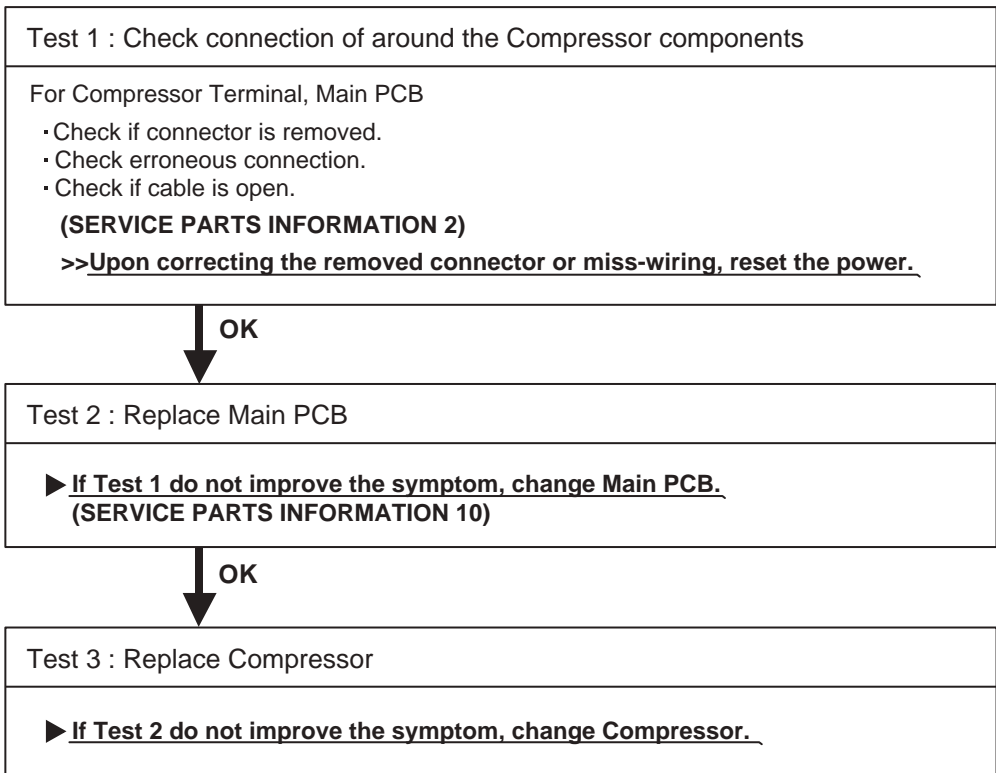 Test 1 : Check connection of around the Compressor components
For Compressor Terminal, Main PCB
· Check if connector is removed.
· Check erroneous connection.
· Check if cable is open.
(SERVICE PARTS INFORMATION 2)
>>Upon correcting the removed connector or miss-wiring, reset the power.
OK
Test 2 : Replace Main PCB
▶ If Test 1 do not improve the symptom, change Main PCB.
(SERVICE PARTS INFORMATION 10)
OK
Test 3 : Replace Compressor
▶ If Test 2 do not improve the symptom, change Compressor.